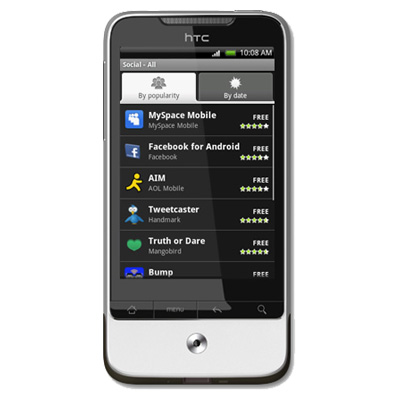 hTC
10:08 AM
Social - All
By popularity
By date
MySpace Mobile
FREE
MySpace Mobile
Facebook for Android
FREE
Facebook
AIM
FREE
AOL Mobile
Tweetcaster
FREE
Handmark
Truth or Dare
FREE
Mangobird
Bump
FREE
menu